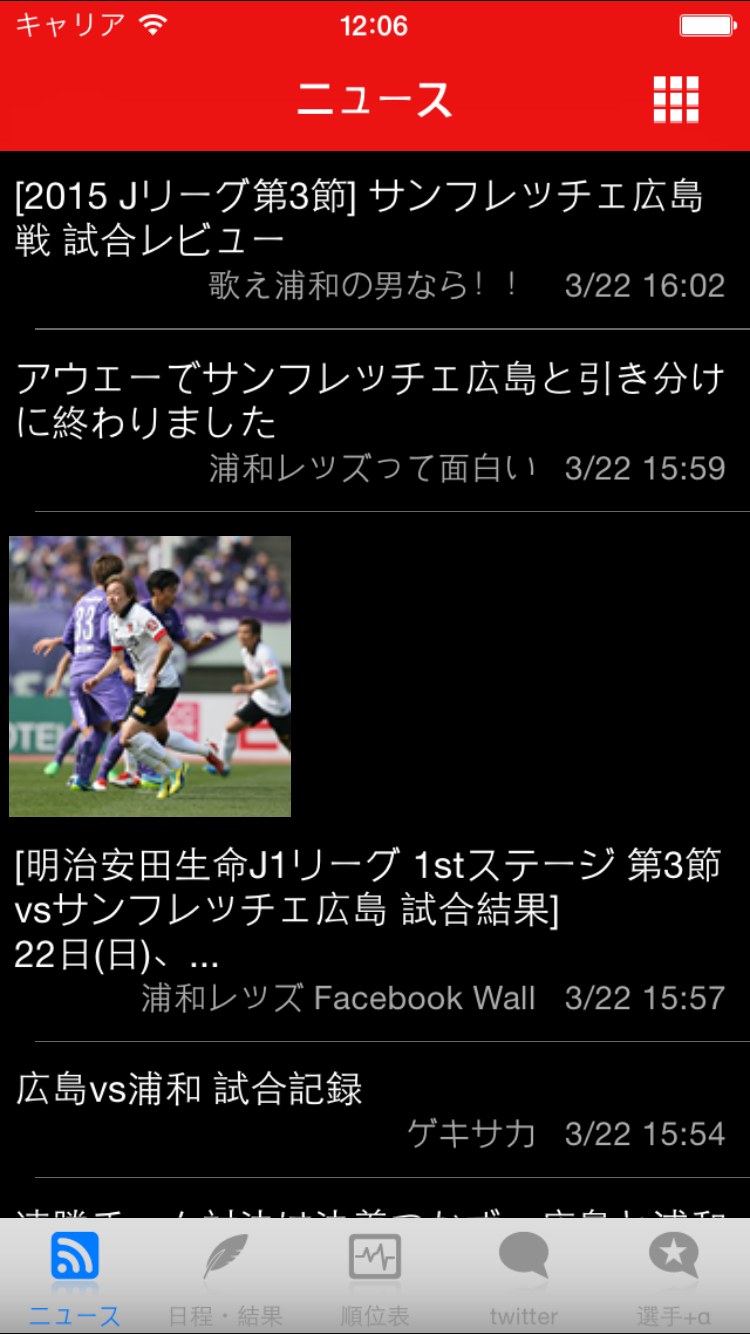 キャリア 12:06
ニュース
[2015 Jリーグ第3節] サンフレッチェ広島
戦 試合レビュー
歌え浦和の男なら！！ 3/22 16:02
アウエーでサンフレッチェ広島と引き分け
に終わりました
浦和レッズって面白い 3/22 15:59
33
[明治安田生命J1リーグ 1stステージ 第3節
vsサンフレッチェ広島 試合結果]
22日(日)、...
浦和レッズ Facebook Wall 3/22 15:57
広島vs浦和 試合記録
ゲキサカ 3/22 15:54
ニュース 日程・結果 順位表 twitter 選手+α